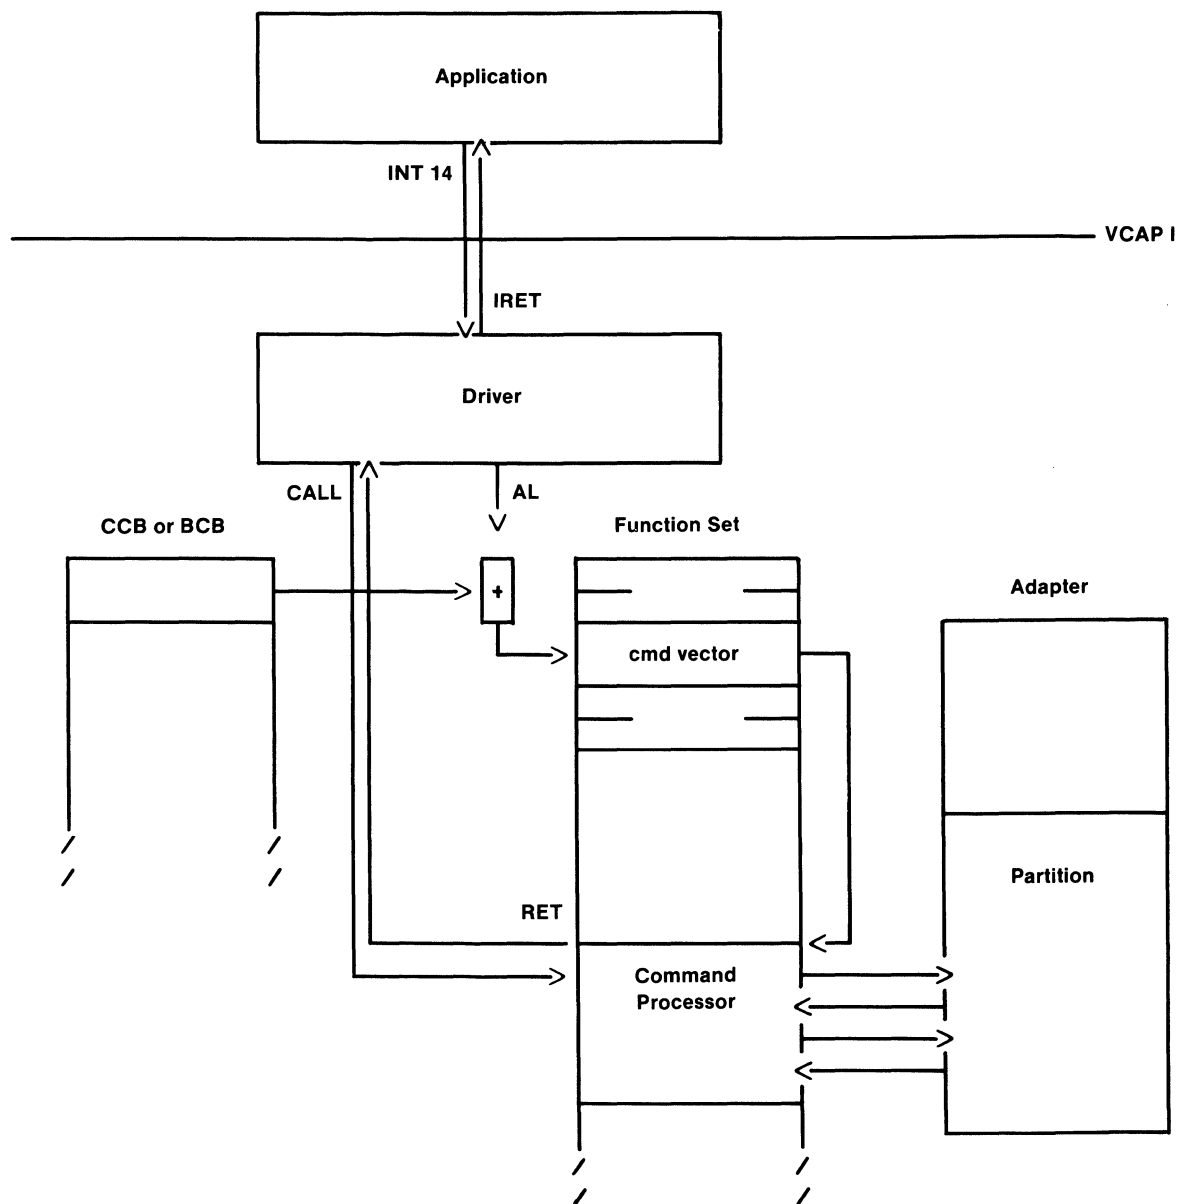 Application
INT 14
VCAP I
IRET
Driver
CALL
AL
CCB or BCB
Function Set
+
Adapter
cmd vector
Partition
RET
Command
Processor